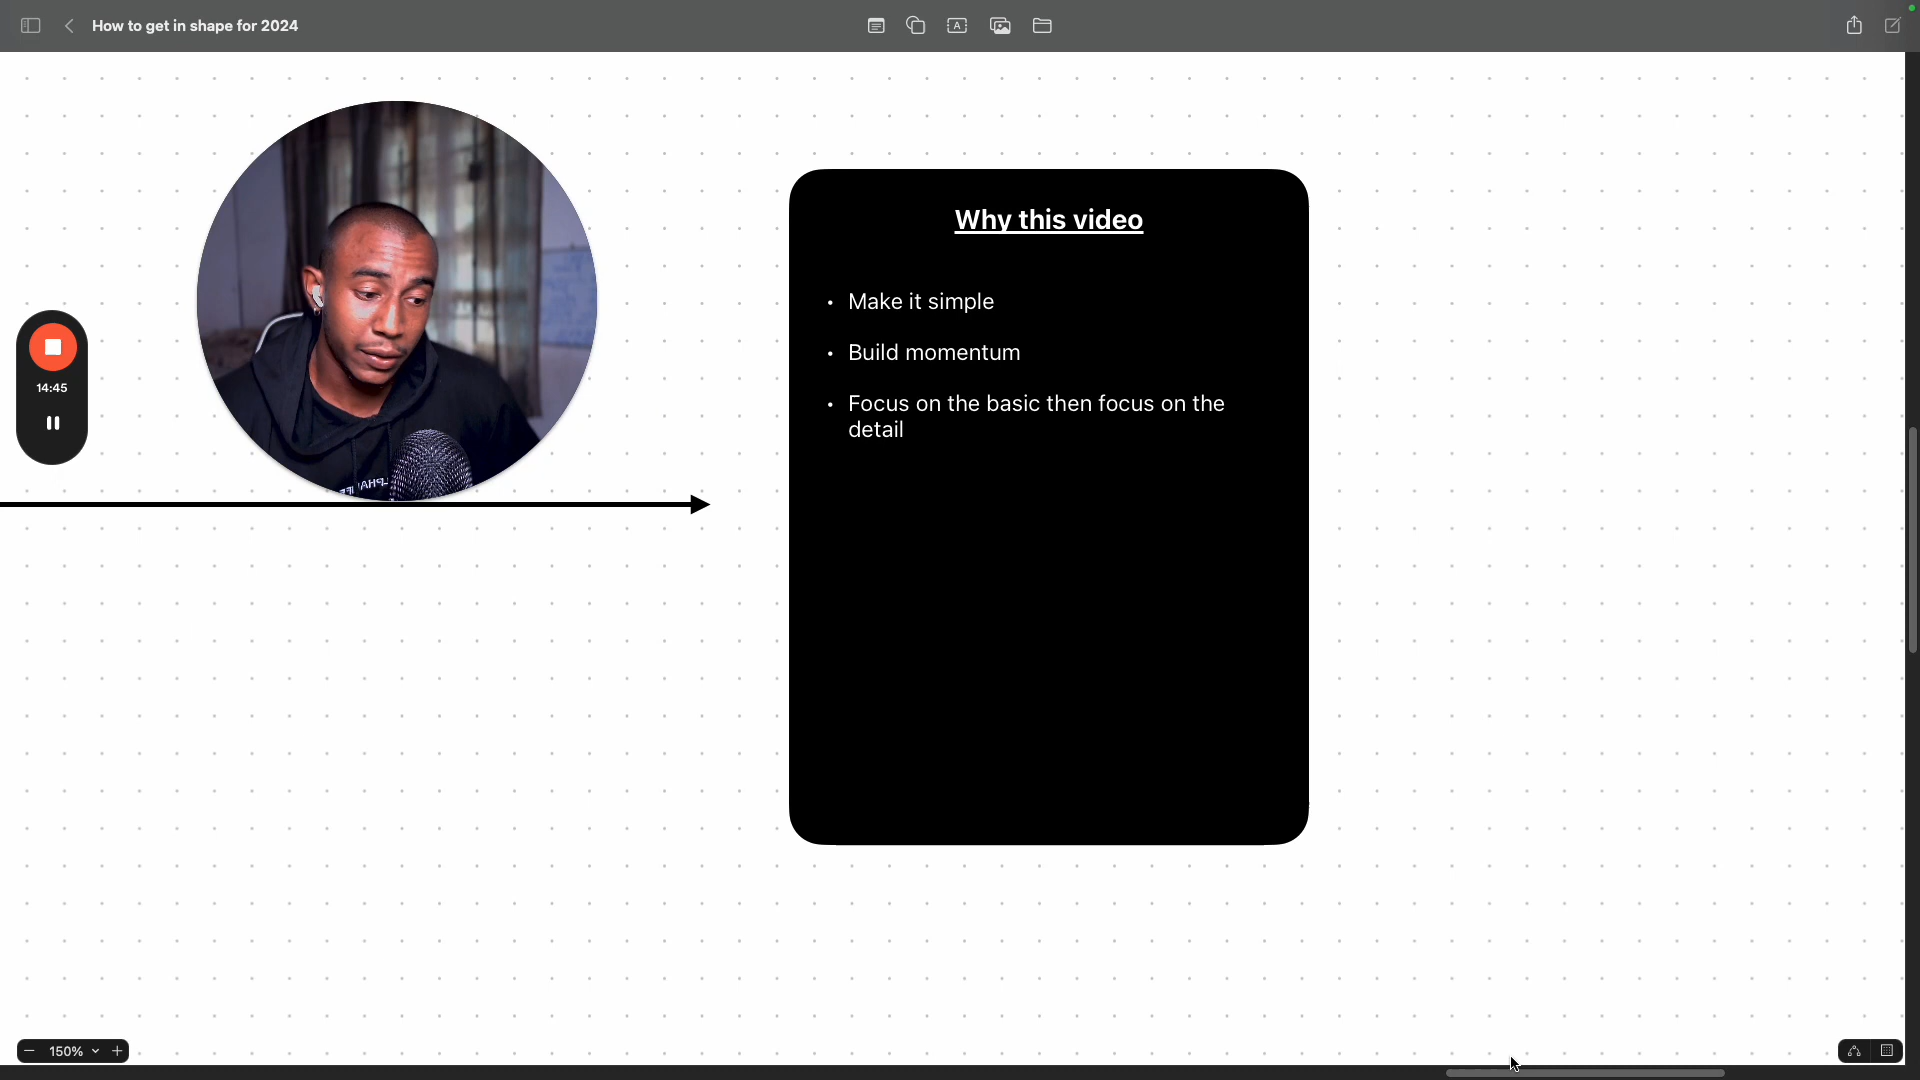 How to get in shape for 2024
A
Why this video
• Make it simple
• Build momentum
• Focus on the basic then focus on the
detail
14:45
150%